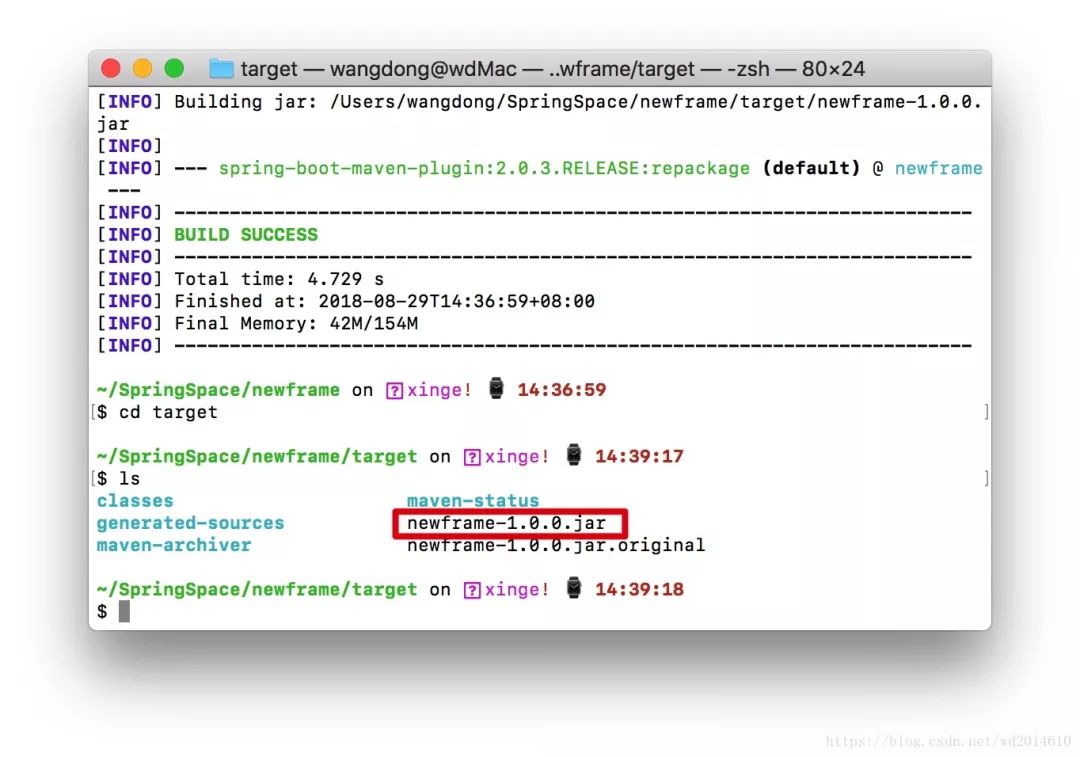 target — wangdong@wdMac — ..wframe/target — -zsh — 80×24
[INFO] Building jar: /Users/wangdong/SpringSpace/newframe/target/newframe-1.0.0.
jar
[INFO]
[INFO] --- spring-boot-maven-plugin:2.0.3.RELEASE:repackage (default) @ newframe
---
[INFO] ------------------------------------------------------------------------
[INFO] BUILD SUCCESS
[INFO] ------------------------------------------------------------------------
[INFO] Total time: 4.729 s
[INFO] Finished at: 2018-08-29T14:36:59+08:00
[INFO] Final Memory: 42M/154M
[INFO] ------------------------------------------------------------------------
~/SpringSpace/newframe on ?xinge! ⌚ 14:36:59
[$ cd target ]
~/SpringSpace/newframe/target on ?xinge! ⌚ 14:39:17
[$ ls ]
classes maven-status
generated-sources newframe-1.0.0.jar
maven-archiver newframe-1.0.0.jar.original
~/SpringSpace/newframe/target on ?xinge! ⌚ 14:39:18
$
https://blog.csdn.net/wd2014610